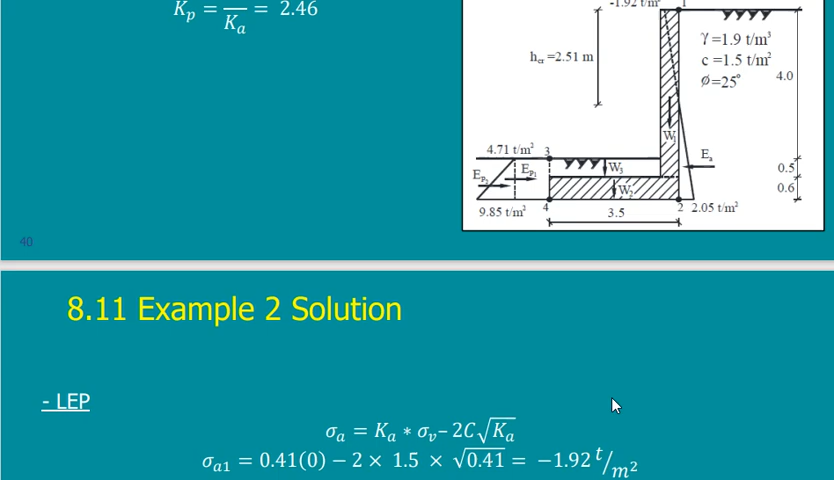 K_p = 1/K_a = 2.46
-1.92 t/m² 1
γ=1.9 t/m³
h_cr =2.51 m
c =1.5 t/m²
4.0
Ø=25°
W₁
4.71 t/m² 3
E_a
E_p₁ W₃
0.5
E_p₂
W₂
0.6
9.85 t/m² 4 3.5 2 2.05 t/m²
40
8.11 Example 2 Solution
- LEP
σ_a = K_a * σ_v – 2C√K_a
σ_a1 = 0.41(0) − 2 × 1.5 × √0.41 = −1.92 t/m²